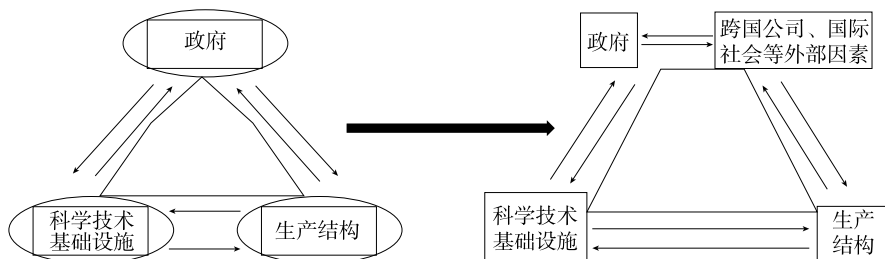 政府
科学技术
基础设施
生产结构
政府
跨国公司、国际
社会等外部因素
科学技术
基础设施
生产
结构